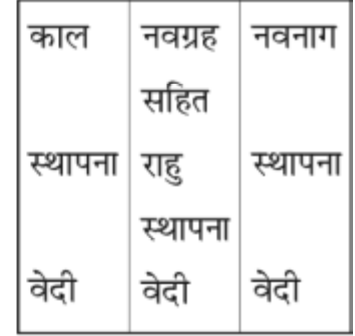 काल नवग्रह नवनाग
सहित
स्थापना राहु स्थापना
स्थापना
वेदी वेदी वेदी